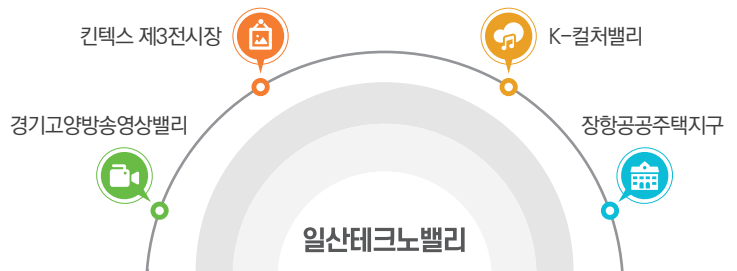 킨텍스 제3전시장
K-컬처밸리
경기고양방송영상밸리
장항공공주택지구
일산테크노밸리